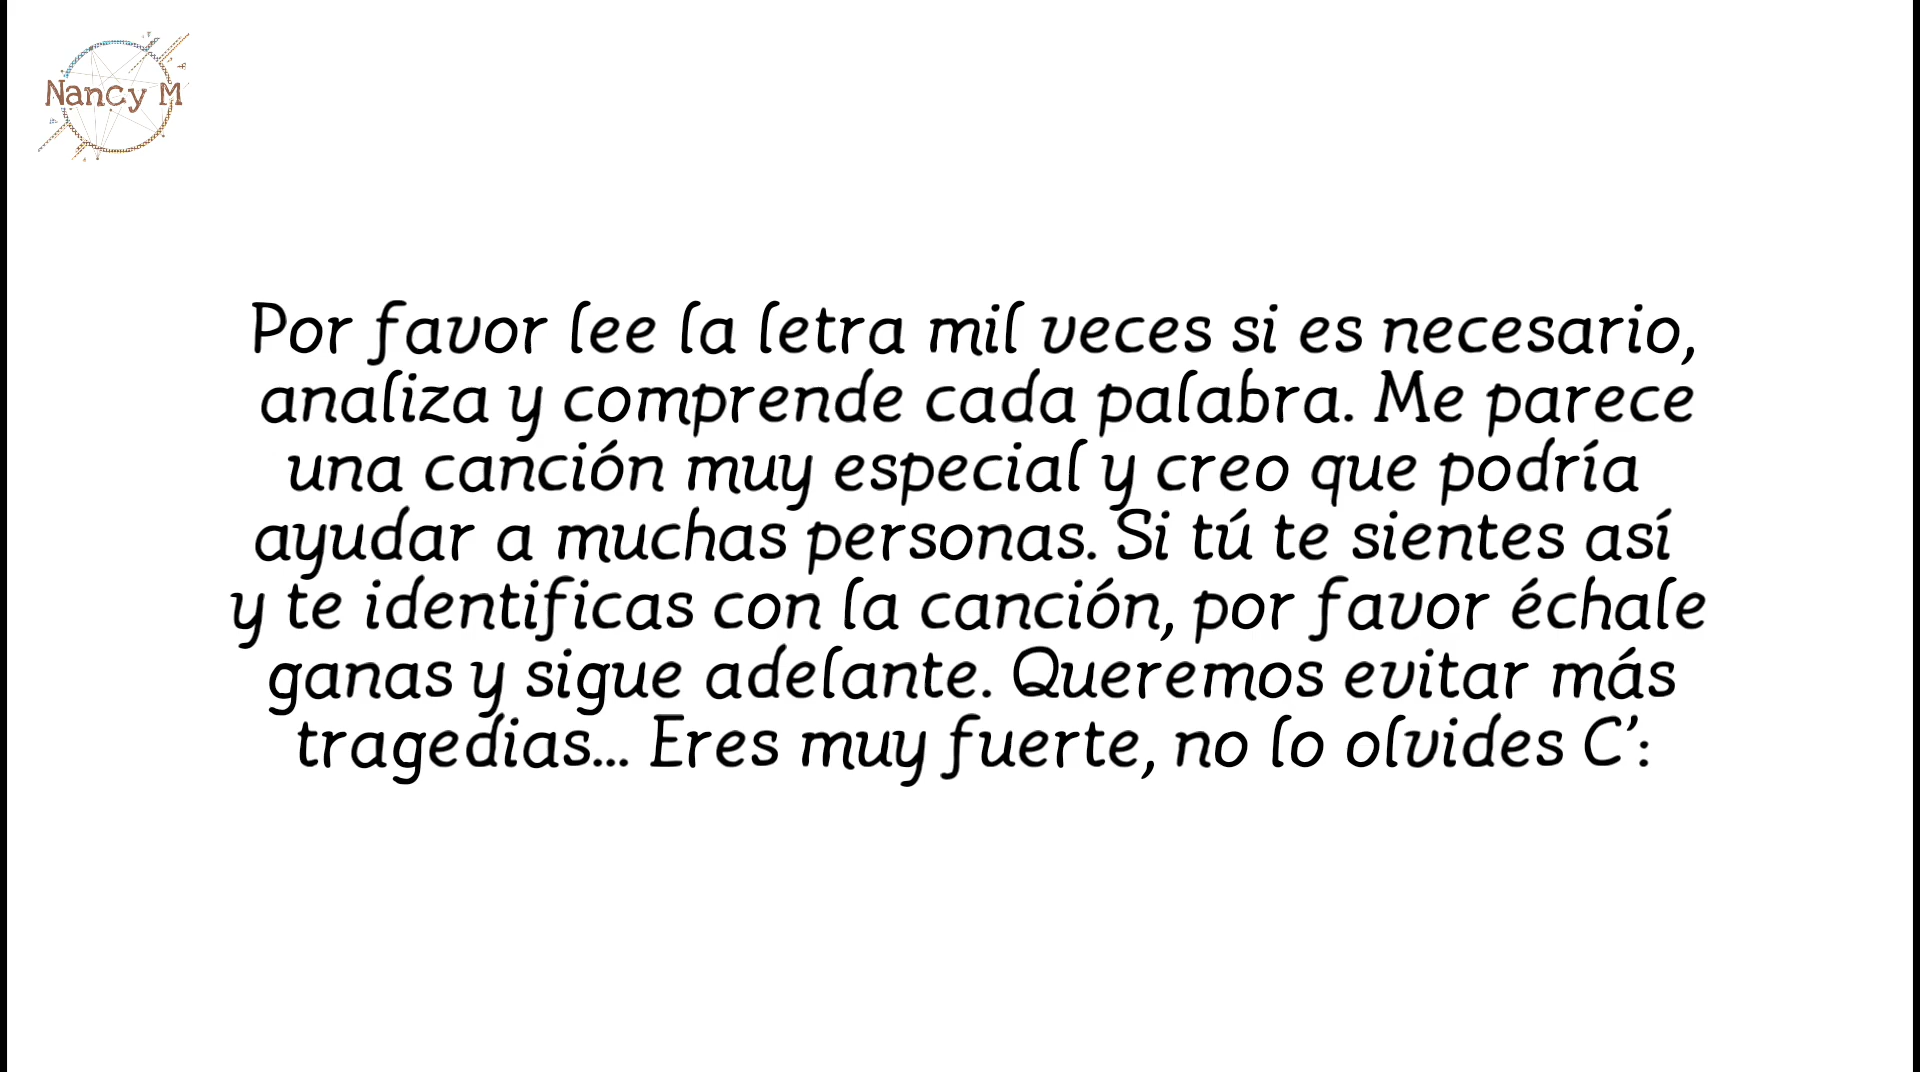 Nancy M
Por favor lee la letra mil veces si es necesario,
analiza y comprende cada palabra. Me parece
una canción muy especial y creo que podría
ayudar a muchas personas. Si tú te sientes así
y te identificas con la canción, por favor échale
ganas y sigue adelante. Queremos evitar más
tragedias... Eres muy fuerte, no lo olvides C':